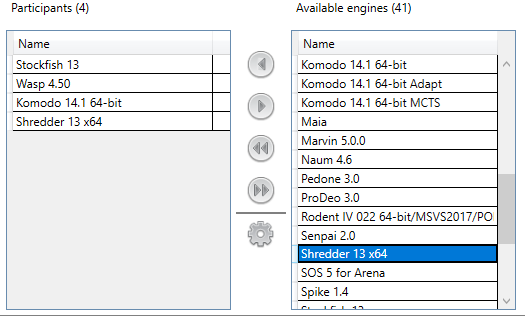 Participants (4)
Name
Stockfish 13
Wasp 4.50
Komodo 14.1 64-bit
Shredder 13 x64
Available engines (41)
Name
Komodo 14.1 64-bit
Komodo 14.1 64-bit Adapt
Komodo 14.1 64-bit MCTS
Maia
Marvin 5.0.0
Naum 4.6
Pedone 3.0
ProDeo 3.0
Rodent IV 022 64-bit/MSVS2017/PO
Senpai 2.0
Shredder 13 x64
SOS 5 for Arena
Spike 1.4